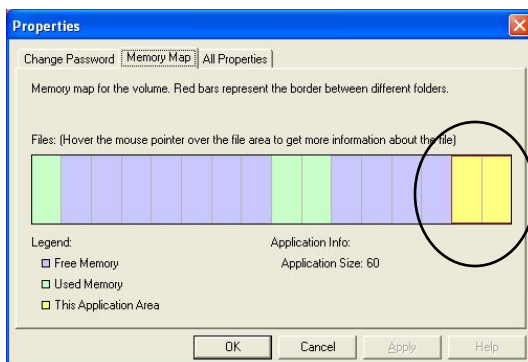 Properties
Change Password Memory Map All Properties
Memory map for the volume. Red bars represent the border between different folders.
Files: (Hover the mouse pointer over the file area to get more information about the file)
Legend: Application Info:
Free Memory Application Size: 60
Used Memory
This Application Area
OK Cancel Apply Help